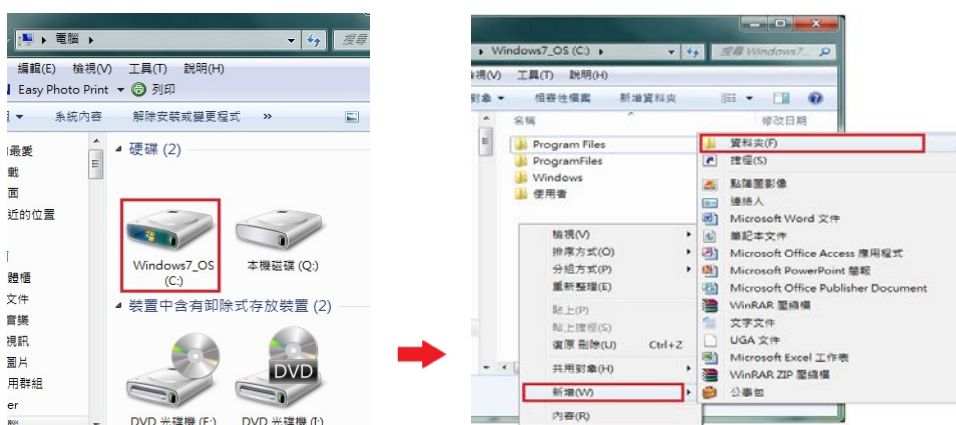 電腦
搜尋
編輯(E) 檢視(V) 工具(T) 說明(H)
Easy Photo Print 列印
系統內容 解除安裝或變更程式 »
最愛
載
面
近的位置
體櫃
文件
音樂
視訊
圖片
用群組
er
硬碟 (2)
Windows7_OS
(C:)
本機磁碟 (Q:)
裝置中含有卸除式存放裝置 (2)
DVD
DVD 光碟機 (F:) DVD 光碟機 (I:)
Windows7_OS (C:)
搜尋 Windows7...
檢視(V) 工具(T) 說明(H)
對象 相容性檔案 新增資料夾
名稱 修改日期
Program Files
ProgramFiles
Windows
使用者
檢視(V)
排序方式(O)
分組方式(P)
重新整理(E)
貼上(P)
貼上捷徑(S)
復原 刪除(U) Ctrl+Z
共用對象(H)
新增(W)
內容(R)
資料夾(F)
捷徑(S)
點陣圖影像
連絡人
Microsoft Word 文件
筆記本文件
Microsoft Office Access 應用程式
Microsoft PowerPoint 簡報
Microsoft Office Publisher Document
WinRAR 壓縮檔
文字文件
UGA 文件
Microsoft Excel 工作表
WinRAR ZIP 壓縮檔
公事包